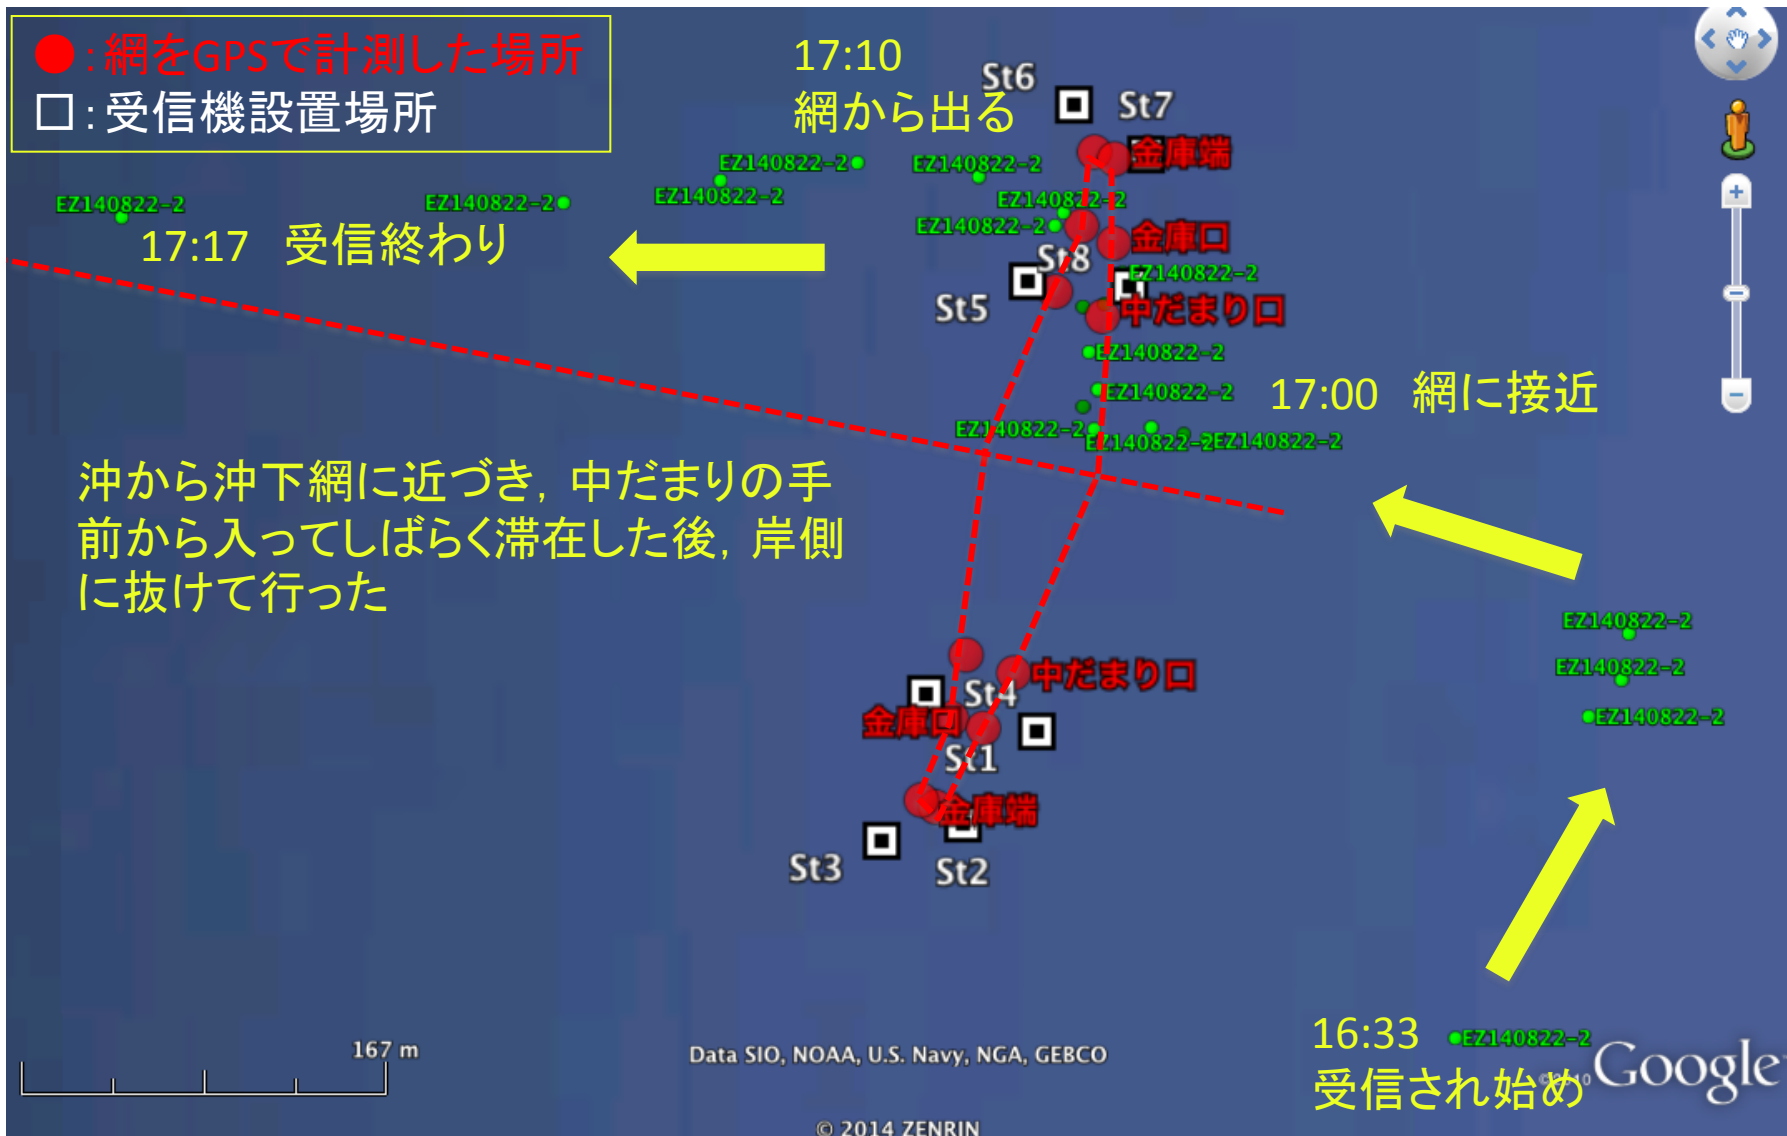 ●:網をGPSで計測した場所
□:受信機設置場所
17:10
網から出る
St6
St7
金庫端
EZ140822-2
EZ140822-2
EZ140822-2
EZ140822-2
EZ140822-2
EZ140822-2
EZ140822-2
金庫口
17:17 受信終わり
St8
EZ140822-2
St5
中だまり口
EZ140822-2
17:00 網に接近
EZ140822-2
EZ140822-2
EZ140822-2
EZ140822-2
沖から沖下網に近づき, 中だまりの手
前から入ってしばらく滞在した後, 岸側
に抜けて行った
EZ140822-2
EZ140822-2
EZ140822-2
中だまり口
St4
金庫口
St1
金庫端
St3
St2
16:33
受信され始め
EZ140822-2
167 m
Data SIO, NOAA, U.S. Navy, NGA, GEBCO
Google
© 2014 ZENRIN